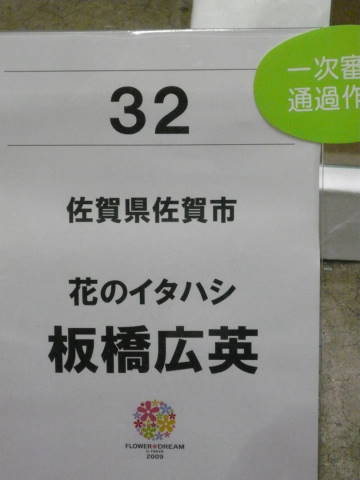 32
一次審
通過作
佐賀県佐賀市
花のイタハシ
板橋広英
FLOWER DREAM
2009